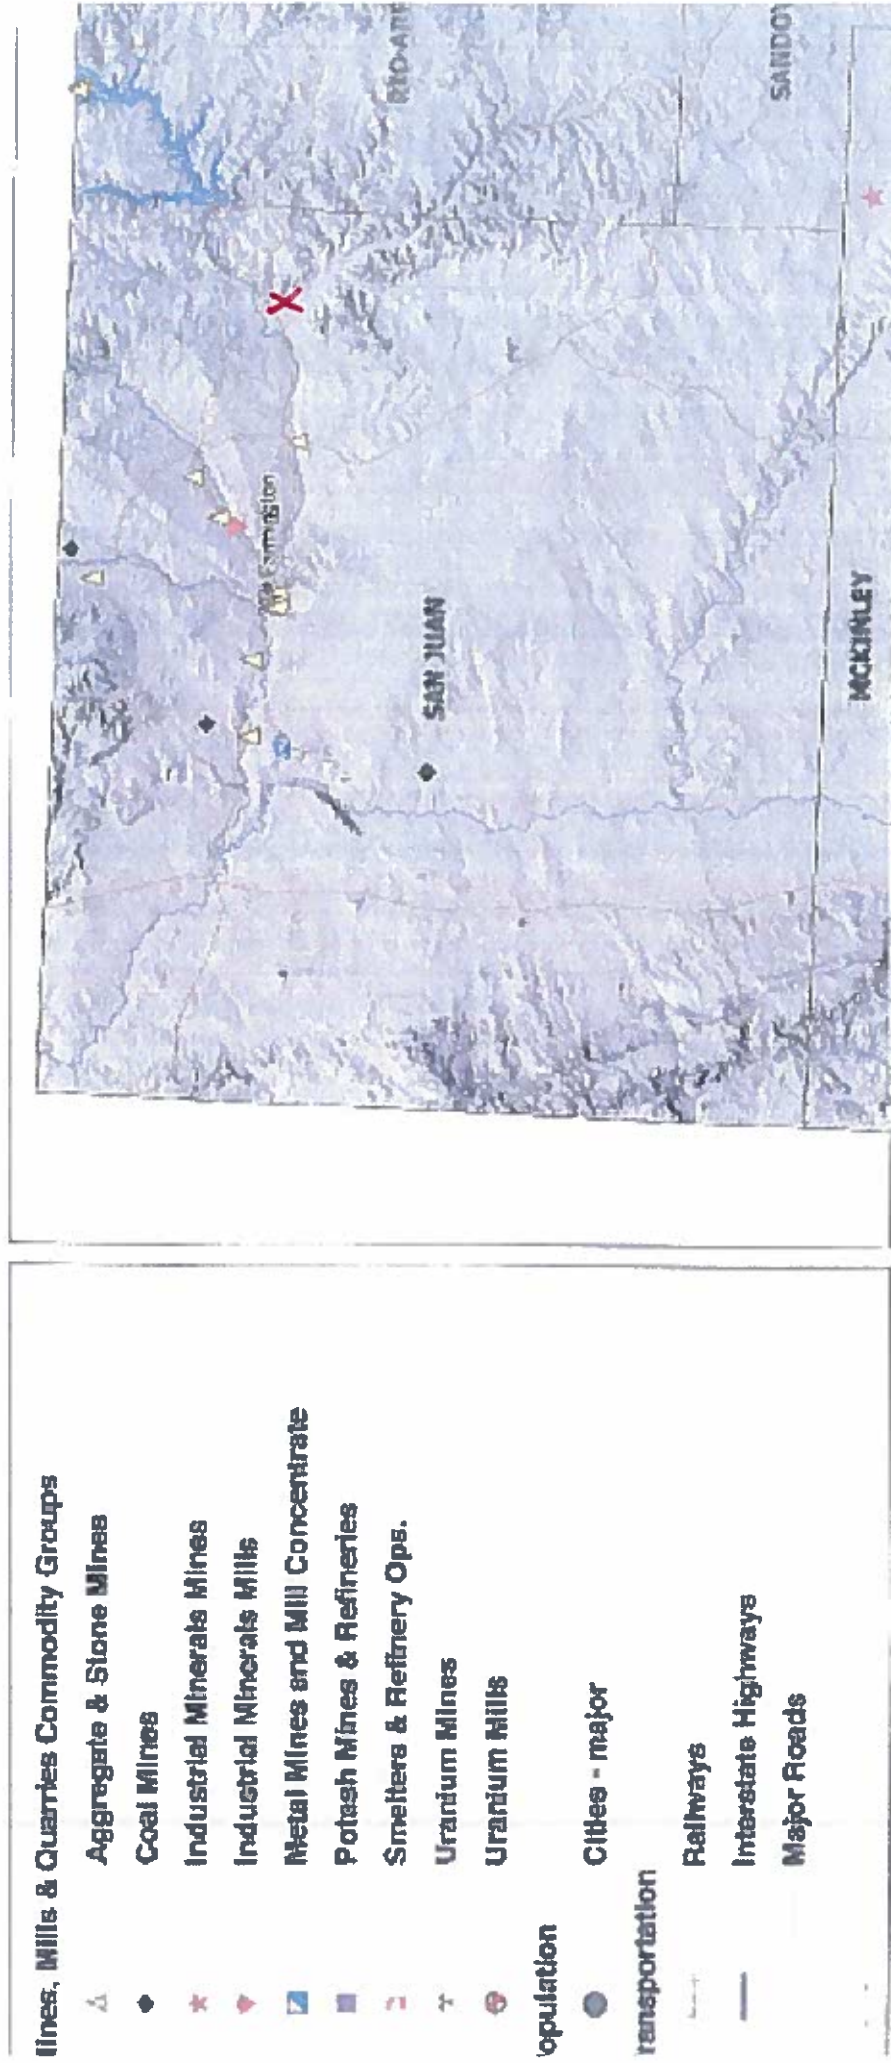 lines, Mills & Quarries Commodity Groups
Aggregate & Stone Mines
Coal Mines
Industrial Minerals Mines
Industrial Minerals Mills
Metal Mines and Mill Concentrate
Potash Mines & Refineries
Smelters & Refinery Ops.
Uranium Mines
Uranium Mills
opulation
Cities - major
ransportation
Railways
Interstate Highways
Major Roads
Farmington
SAN JUAN
MCKINLEY
RIO ARR
SANDOV